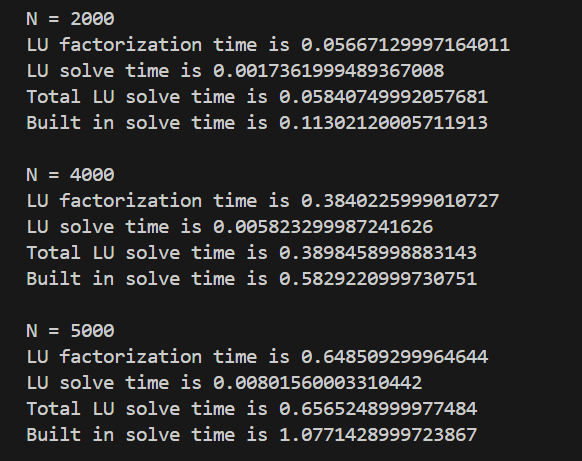 N = 2000
LU factorization time is 0.05667129997164011
LU solve time is 0.0017361999489367008
Total LU solve time is 0.05840749992057681
Built in solve time is 0.11302120005711913
N = 4000
LU factorization time is 0.3840225999010727
LU solve time is 0.005823299987241626
Total LU solve time is 0.3898458998883143
Built in solve time is 0.5829220999730751
N = 5000
LU factorization time is 0.648509299964644
LU solve time is 0.00801560003310442
Total LU solve time is 0.6565248999977484
Built in solve time is 1.0771428999723867